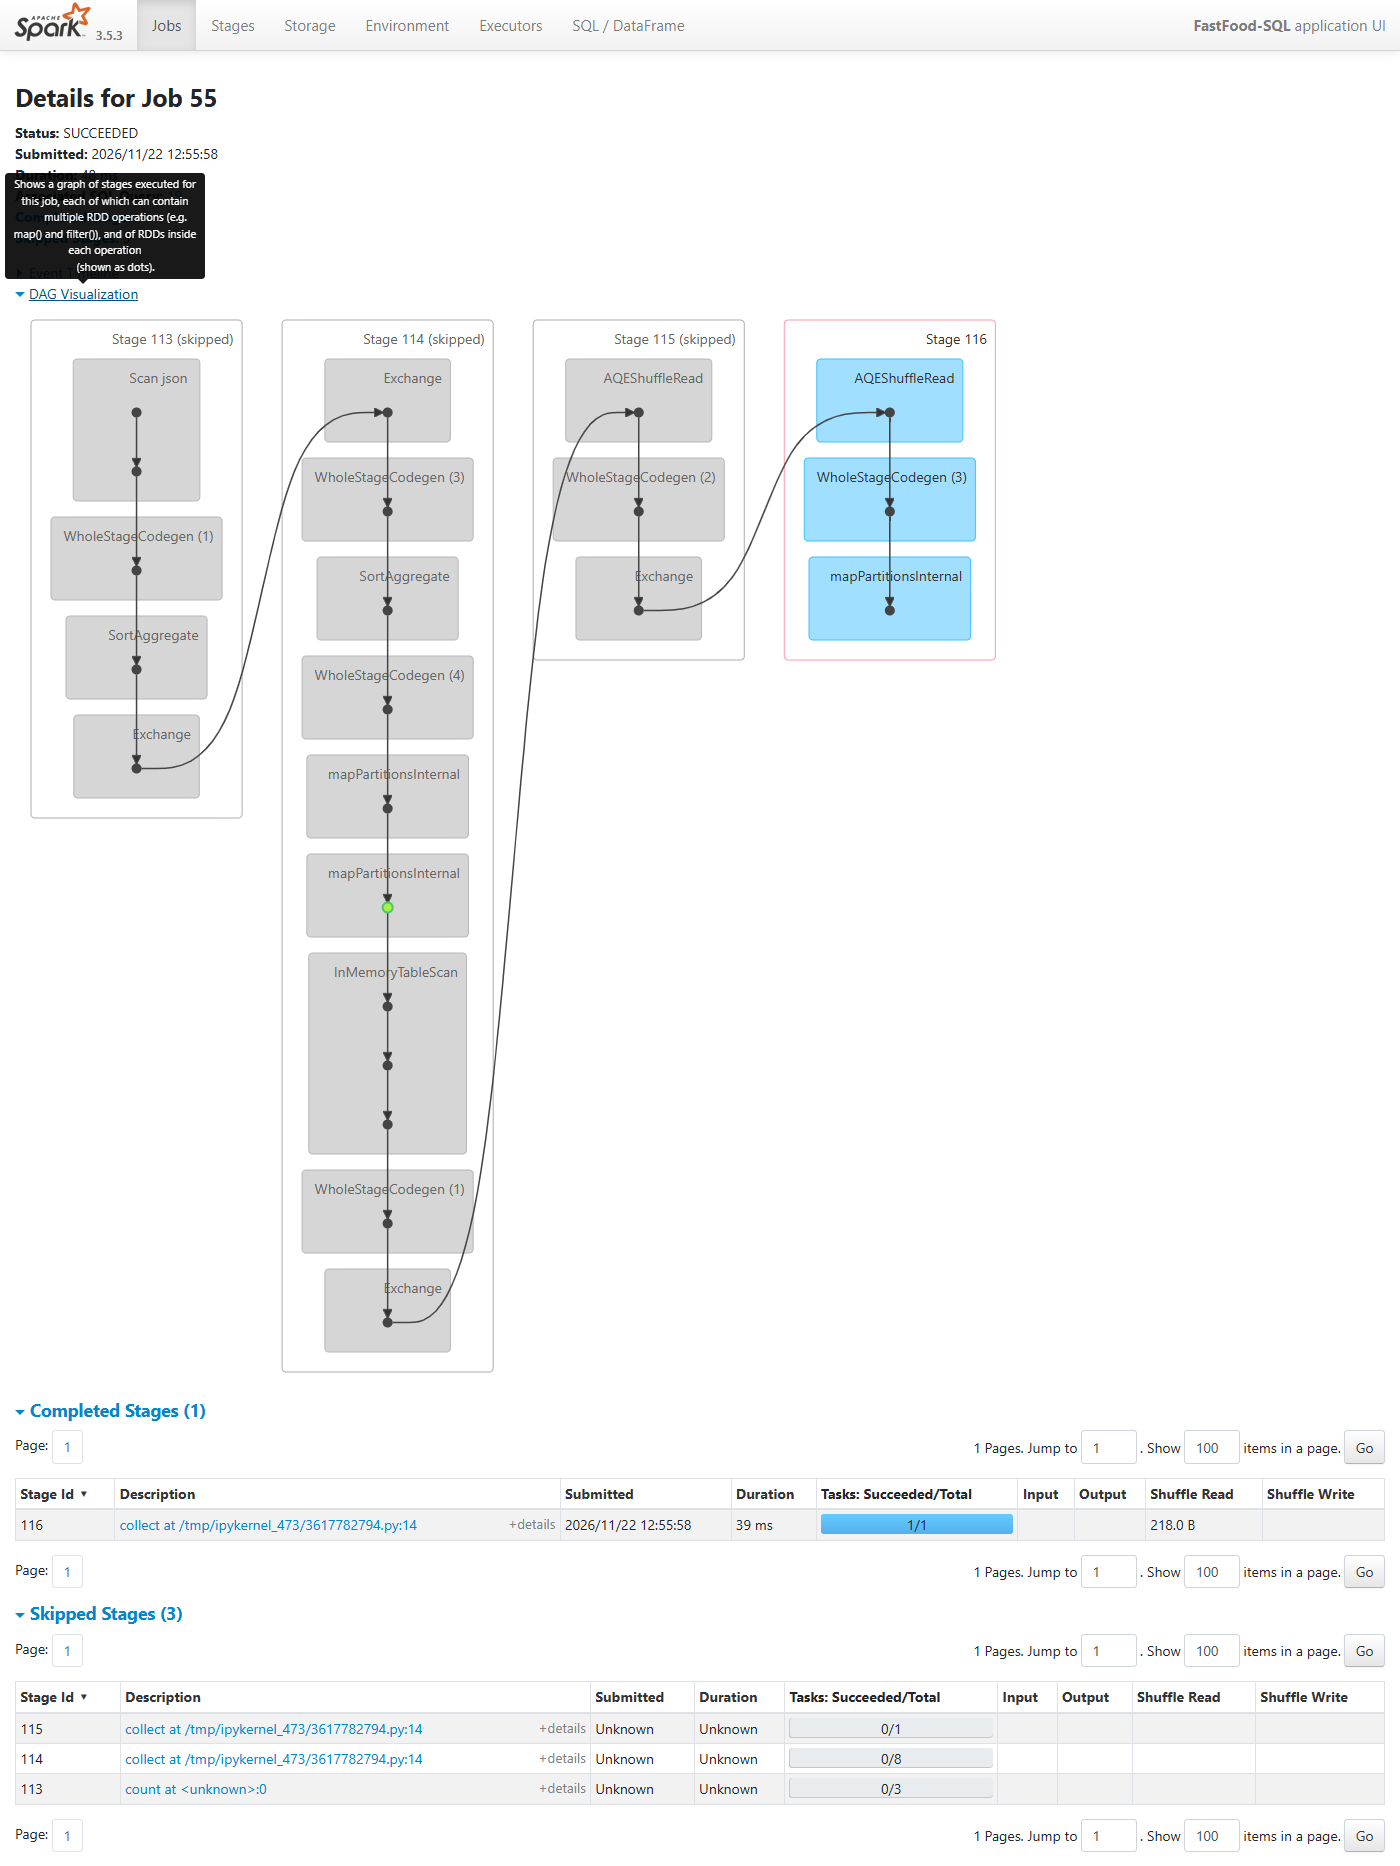 APACHE Spark 3.5.3 Jobs Stages Storage Environment Executors SQL / DataFrame FastFood-SQL application UI
Details for Job 55
Status: SUCCEEDED
Submitted: 2026/11/22 12:55:58
Shows a graph of stages executed for
this job, each of which can contain
multiple RDD operations (e.g.
map() and filter()), and of RDDs inside
each operation
(shown as dots).
DAG Visualization
Stage 113 (skipped)
Scan json
WholeStageCodegen (1)
SortAggregate
Exchange
Stage 114 (skipped)
Exchange
WholeStageCodegen (3)
SortAggregate
WholeStageCodegen (4)
mapPartitionsInternal
mapPartitionsInternal
InMemoryTableScan
WholeStageCodegen (1)
Exchange
Stage 115 (skipped)
AQEShuffleRead
WholeStageCodegen (2)
Exchange
Stage 116
AQEShuffleRead
WholeStageCodegen (3)
mapPartitionsInternal
Completed Stages (1)
Page: 1 1 Pages. Jump to 1 . Show 100 items in a page. Go
Stage Id ▾ Description Submitted Duration Tasks: Succeeded/Total Input Output Shuffle Read Shuffle Write
116 collect at /tmp/ipykernel_473/3617782794.py:14 +details 2026/11/22 12:55:58 39 ms 1/1 218.0 B
Page: 1 1 Pages. Jump to 1 . Show 100 items in a page. Go
Skipped Stages (3)
Page: 1 1 Pages. Jump to 1 . Show 100 items in a page. Go
Stage Id ▾ Description Submitted Duration Tasks: Succeeded/Total Input Output Shuffle Read Shuffle Write
115 collect at /tmp/ipykernel_473/3617782794.py:14 +details Unknown Unknown 0/1
114 collect at /tmp/ipykernel_473/3617782794.py:14 +details Unknown Unknown 0/8
113 count at <unknown>:0 +details Unknown Unknown 0/3
Page: 1 1 Pages. Jump to 1 . Show 100 items in a page. Go